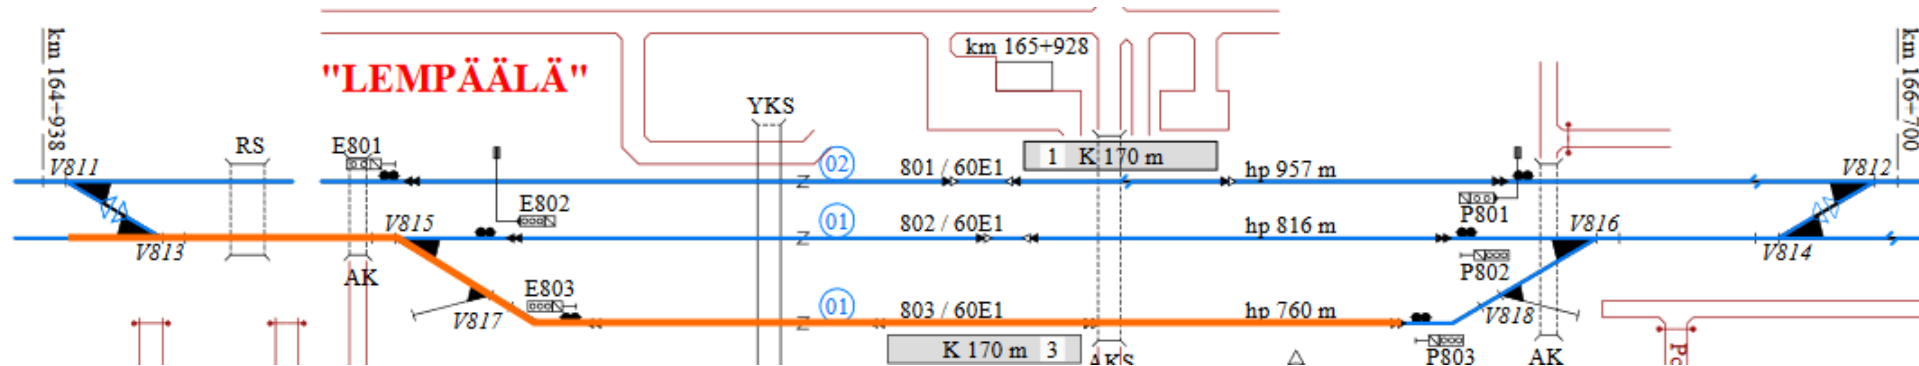 km 164+938
V811
V813
RS
E801
AK
V815
"LEMPÄÄLÄ"
E802
V817
E803
YKS
02
01
01
801 / 60E1
802 / 60E1
803 / 60E1
km 165+928
1 K 170 m
K 170 m 3
AKS
hp 957 m
hp 816 m
hp 760 m
P801
P802
P803
V816
V818
AK
V812
V814
km 166+700